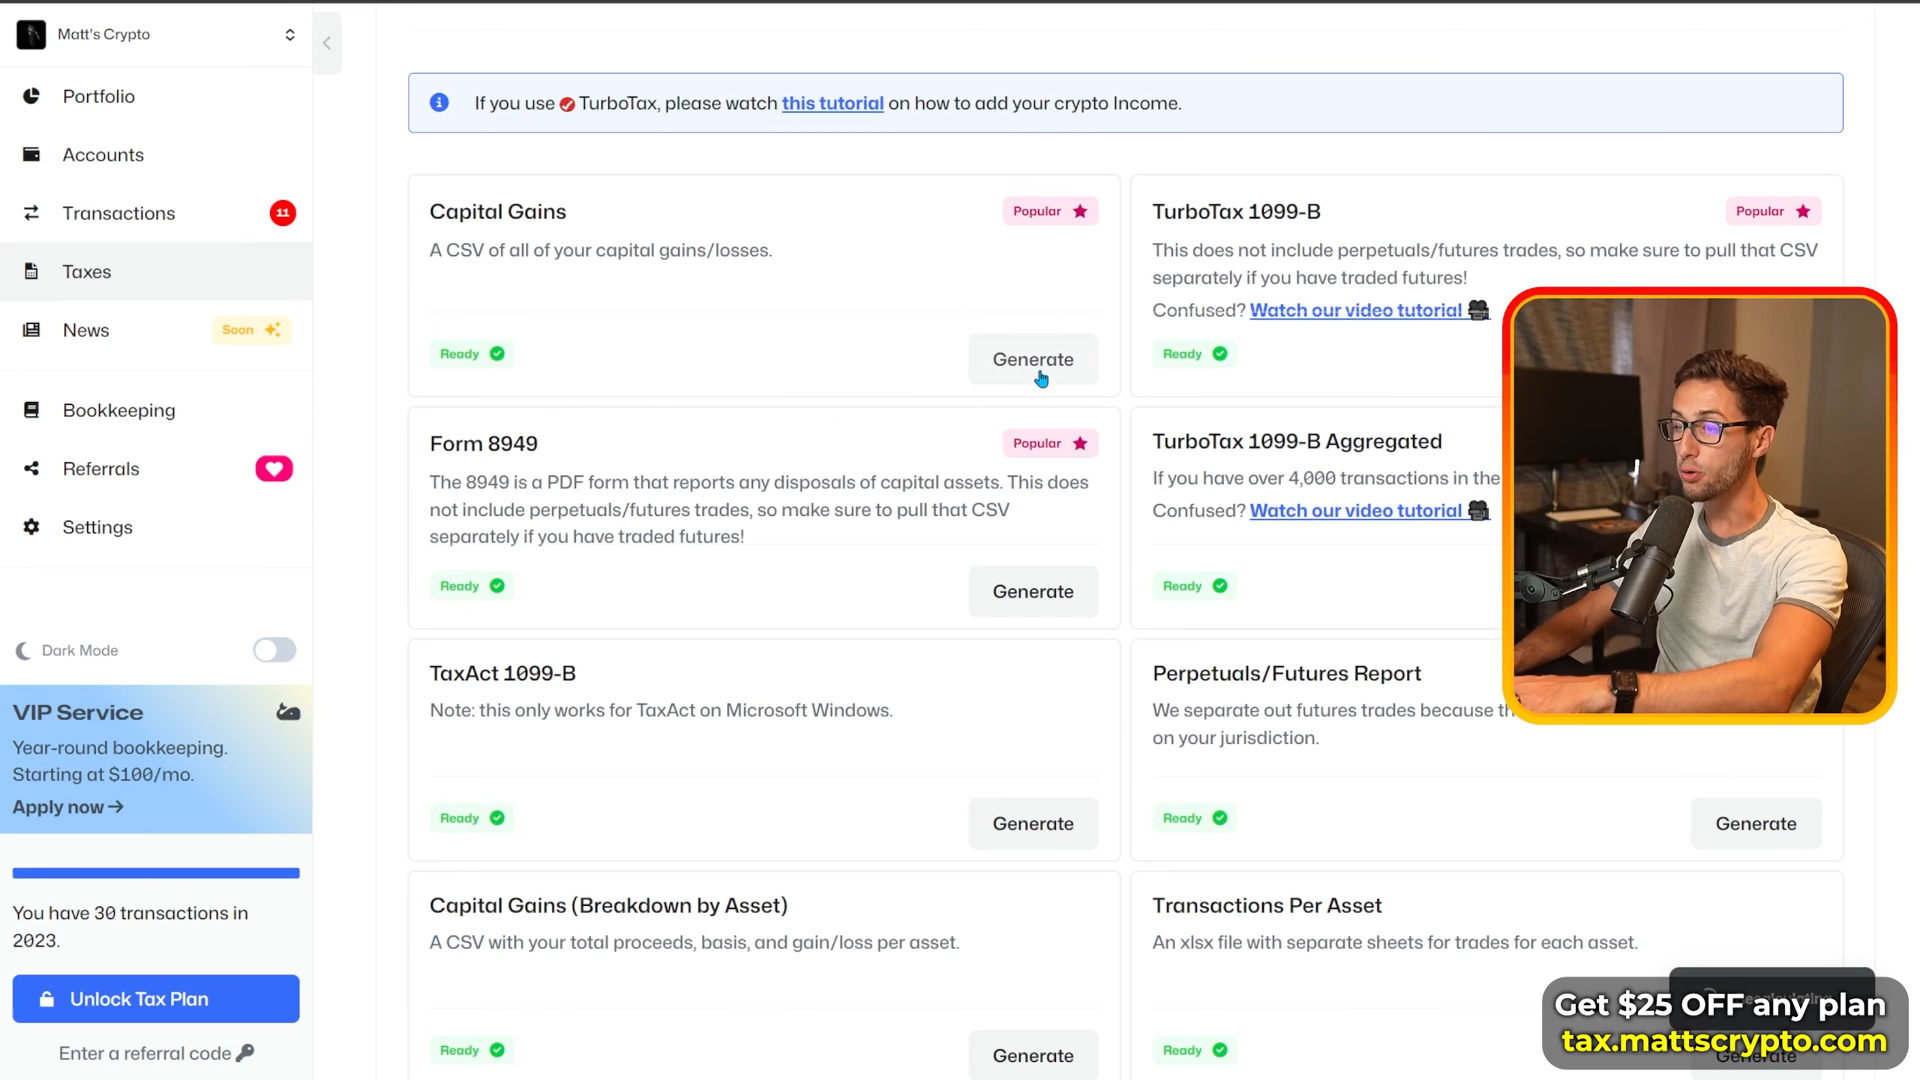 Matt's Crypto
Portfolio
Accounts
Transactions
11
Taxes
News
Soon
Bookkeeping
Referrals
Settings
Dark Mode
VIP Service
Year-round bookkeeping.
Starting at $100/mo.
Apply now →
You have 30 transactions in
2023.
Unlock Tax Plan
Enter a referral code
If you use TurboTax, please watch this tutorial on how to add your crypto Income.
Capital Gains
Popular
A CSV of all of your capital gains/losses.
Ready
Generate
TurboTax 1099-B
Popular
This does not include perpetuals/futures trades, so make sure to pull that CSV
separately if you have traded futures!
Confused? Watch our video tutorial!
Ready
Form 8949
Popular
The 8949 is a PDF form that reports any disposals of capital assets. This does
not include perpetuals/futures trades, so make sure to pull that CSV
separately if you have traded futures!
Ready
Generate
TurboTax 1099-B Aggregated
If you have over 4,000 transactions in the
Confused? Watch our video tutorial!
Ready
TaxAct 1099-B
Note: this only works for TaxAct on Microsoft Windows.
Ready
Generate
Perpetuals/Futures Report
We separate out futures trades because
on your jurisdiction.
Ready
Generate
Capital Gains (Breakdown by Asset)
A CSV with your total proceeds, basis, and gain/loss per asset.
Ready
Generate
Transactions Per Asset
An xlsx file with separate sheets for trades for each asset.
Ready
Generate
Get $25 OFF any plan
tax.mattscrypto.com